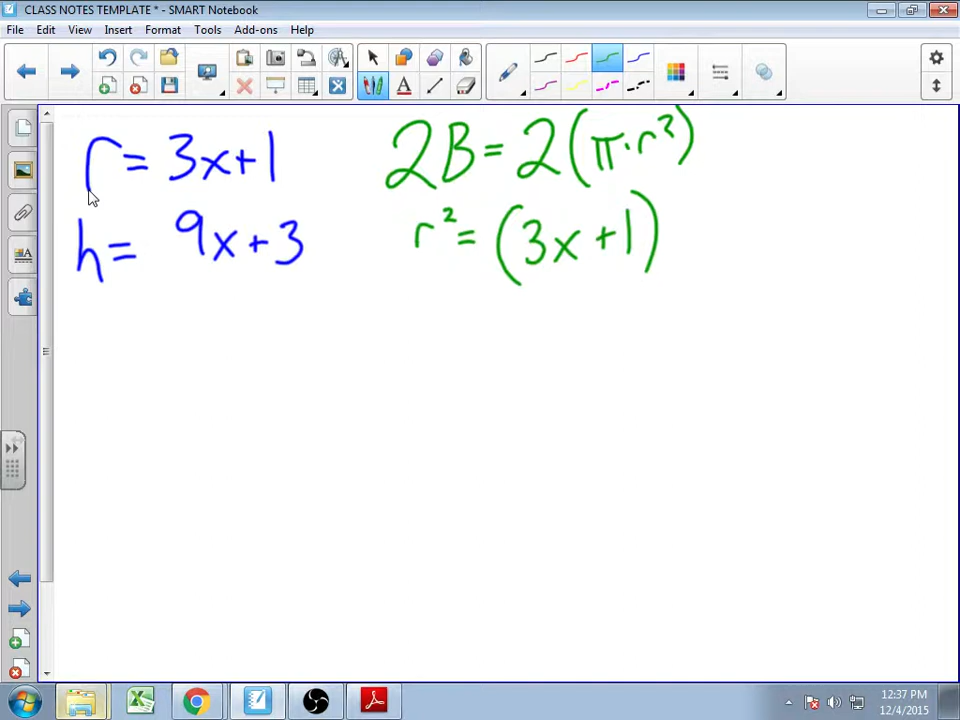 CLASS NOTES TEMPLATE * - SMART Notebook
File Edit View Insert Format Tools Add-ons Help
r = 3x+1
2B = 2(π·r²)
h = 9x+3
r² = (3x+1)
12:37 PM
12/4/2015